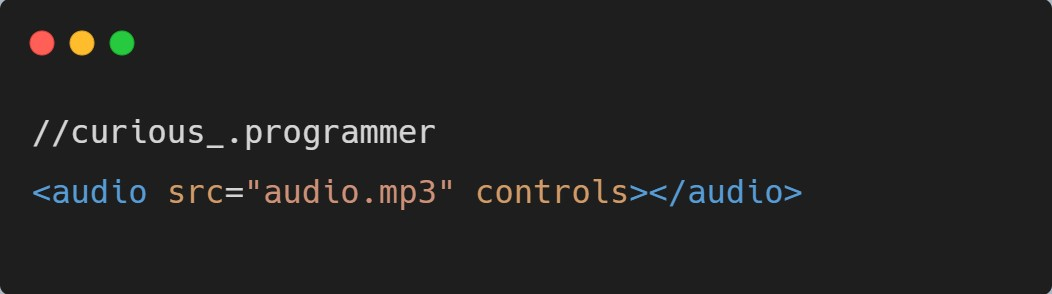 //curious_.programmer
<audio src="audio.mp3" controls></audio>